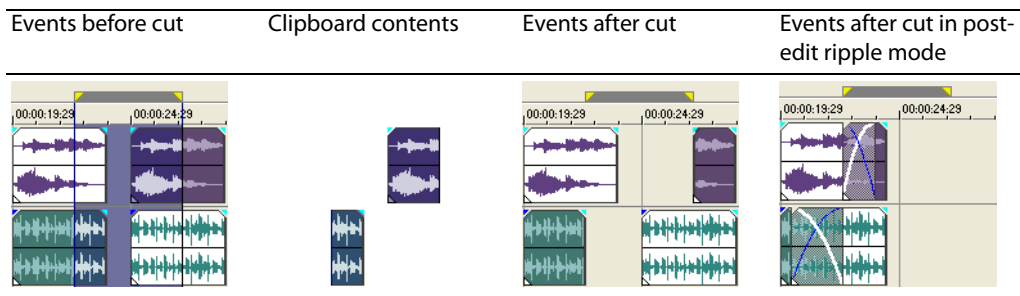 Events before cut
Clipboard contents
Events after cut
Events after cut in post-
edit ripple mode
00:00:19:29 00:00:24:29
00:00:19:29 00:00:24:29
00:00:19:29 00:00:24:29